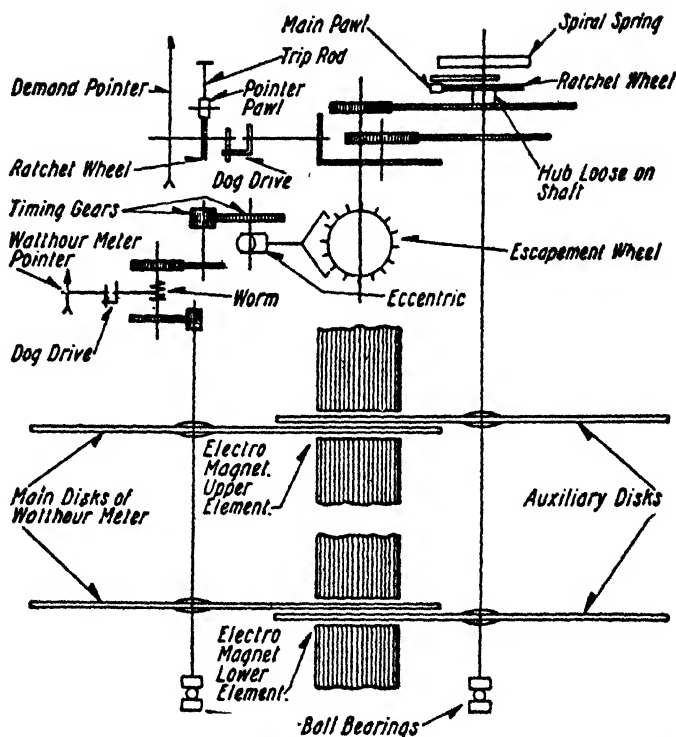 Main Pawl
Spiral Spring
Trip Rod
Demand Pointer
Pointer
Pawl
Ratchet Wheel
Ratchet Wheel
Dog Drive
Hub Loose on
Shaft
Timing Gears
Watthour Meter
Pointer
Escapement Wheel
Worm
Eccentric
Dog Drive
Electro
Magnet.
Upper
Element.
Main Disks of
Watthour Meter
Auxiliary Disks
Electro
Magnet
Lower
Element.
Ball Bearings